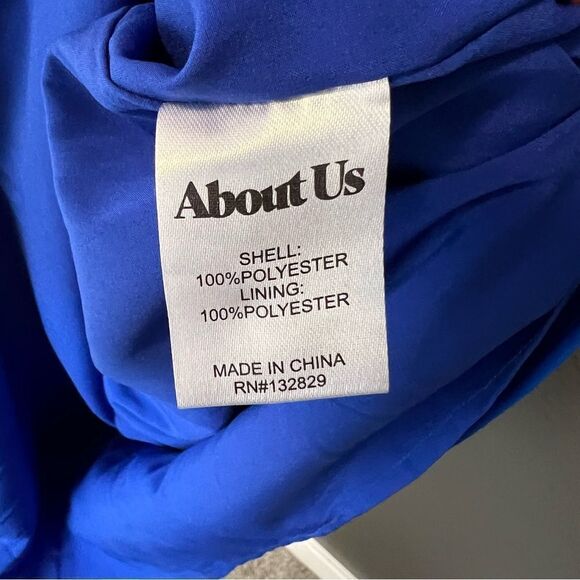 About Us
SHELL:
100%POLYESTER
LINING:
100%POLYESTER
MADE IN CHINA
RN#132829